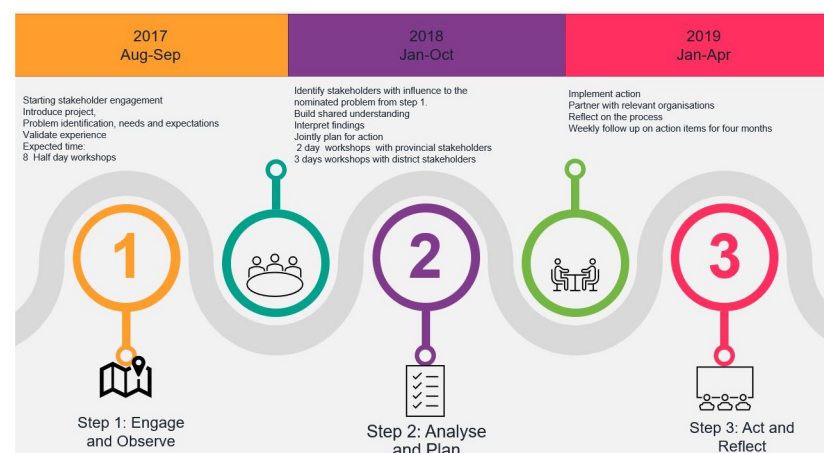 2017
Aug-Sep
2018
Jan-Oct
2019
Jan-Apr
Starting stakeholder engagement
Introduce project,
Problem identification, needs and expectations
Validate experience
Expected time:
8 Half day workshops
Identify stakeholders with influence to the
nominated problem from step 1.
Build shared understanding
Interpret findings
Jointly plan for action
2 day workshops with provincial stakeholders
3 days workshops with district stakeholders
Implement action
Partner with relevant organisations
Reflect on the process
Weekly follow up on action items for four months
1
2
3
Step 1: Engage
and Observe
Step 2: Analyse
and Plan
Step 3: Act and
Reflect